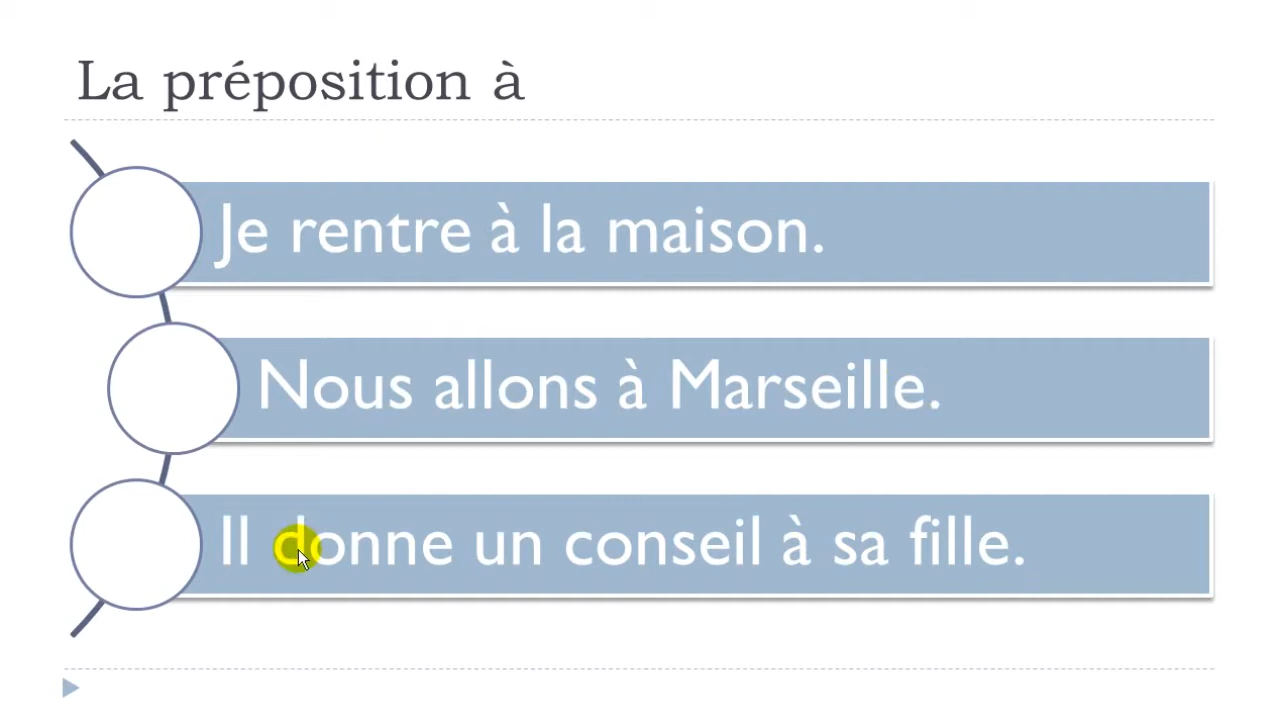 La préposition à
Je rentre à la maison.
Nous allons à Marseille.
Il donne un conseil à sa fille.